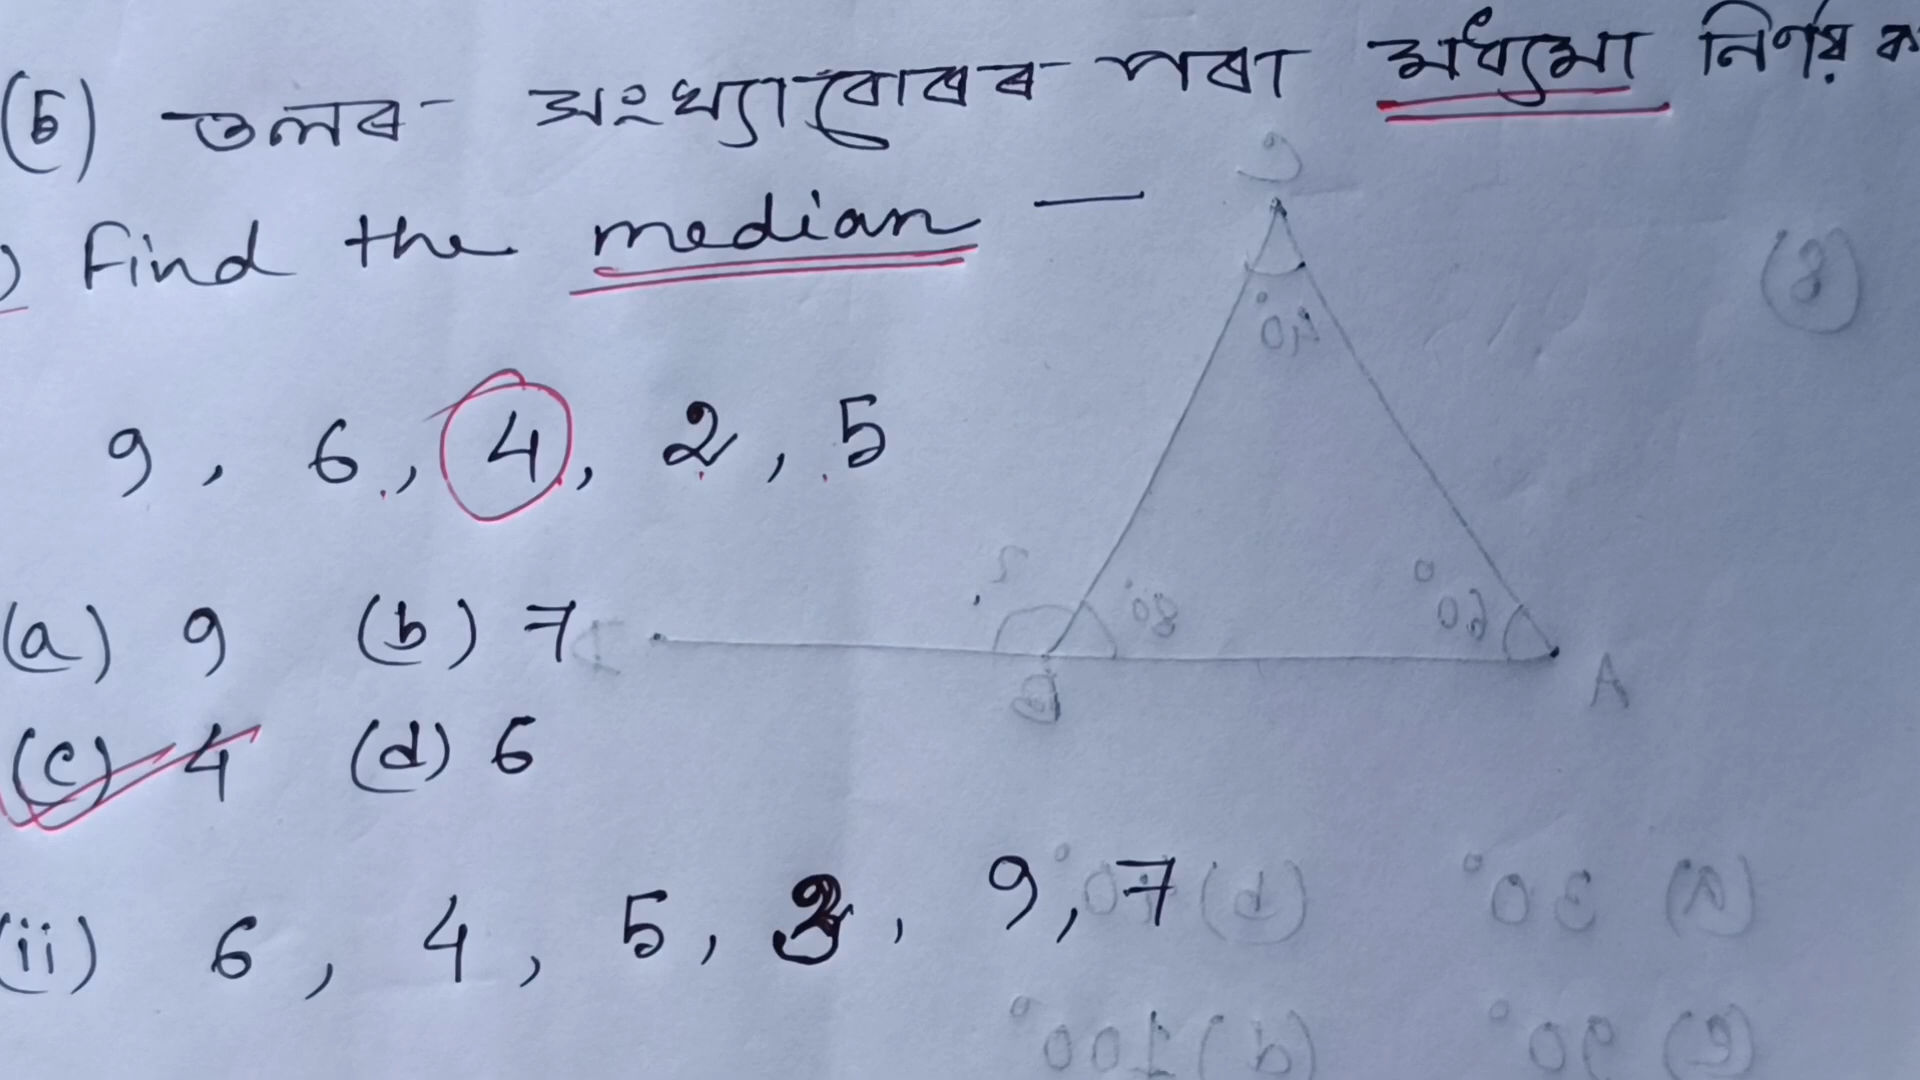 (5) তলৰ সংখ্যাবোৰৰ পৰা মধ্যমা নিৰ্ণয়
) Find the median —
9, 6, 4, 2, 5
(a) 9 (b) 7
(c) 4 (d) 6
(ii) 6, 4, 5, 3, 9, 7